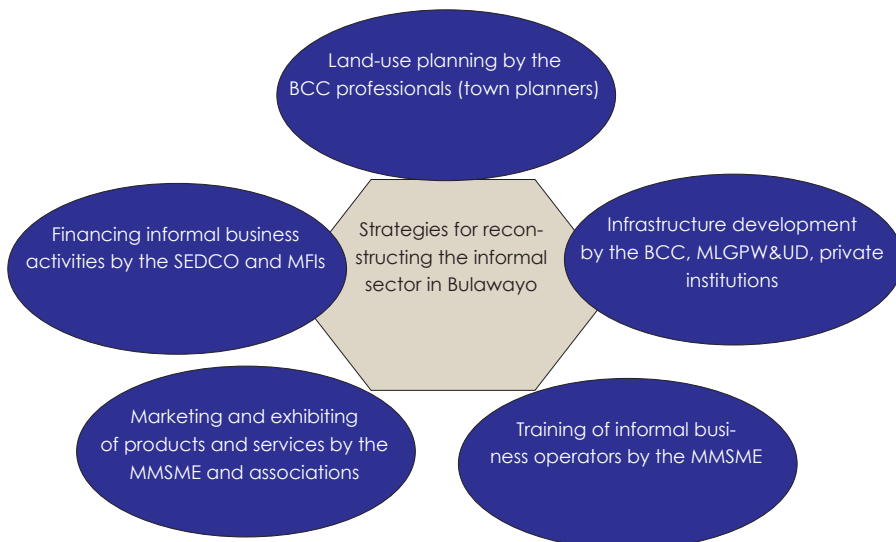 Land-use planning by the
BCC professionals (town planners)
Financing informal business
activities by the SEDCO and MFIs
Strategies for recon-
structing the informal
sector in Bulawayo
Infrastructure development
by the BCC, MLGPW&UD, private
institutions
Marketing and exhibiting
of products and services by the
MMSME and associations
Training of informal busi-
ness operators by the MMSME